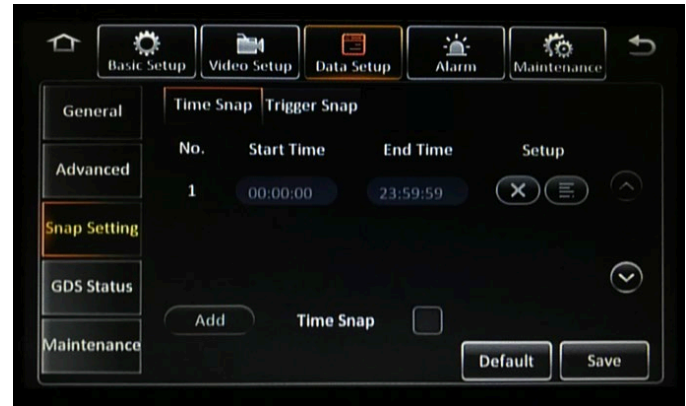 Basic Setup Video Setup Data Setup Alarm Maintenance
General
Advanced
Snap Setting
GDS Status
Maintenance
Time Snap Trigger Snap
No. Start Time End Time Setup
1 00:00:00 23:59:59
Add Time Snap
Default Save